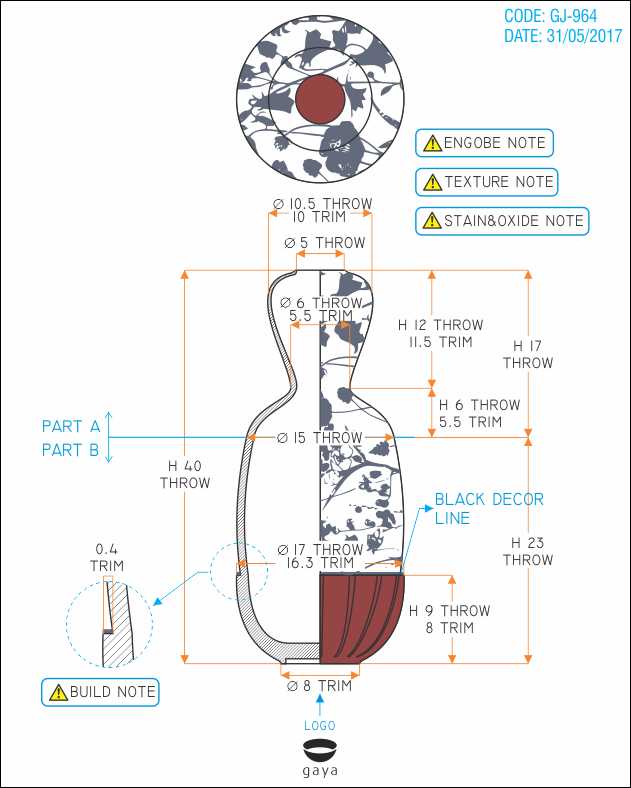 CODE: GJ-964
DATE: 31/05/2017
ENGOBE NOTE
TEXTURE NOTE
STAIN&OXIDE NOTE
Ø 10.5 THROW
10 TRIM
Ø 5 THROW
Ø 6 THROW
5.5 TRIM
H 12 THROW
11.5 TRIM
H 17
THROW
H 6 THROW
5.5 TRIM
PART A
PART B
Ø 15 THROW
H 40
THROW
BLACK DECOR
LINE
H 23
THROW
0.4
TRIM
Ø 17 THROW
16.3 TRIM
H 9 THROW
8 TRIM
BUILD NOTE
Ø 8 TRIM
LOGO
gaya